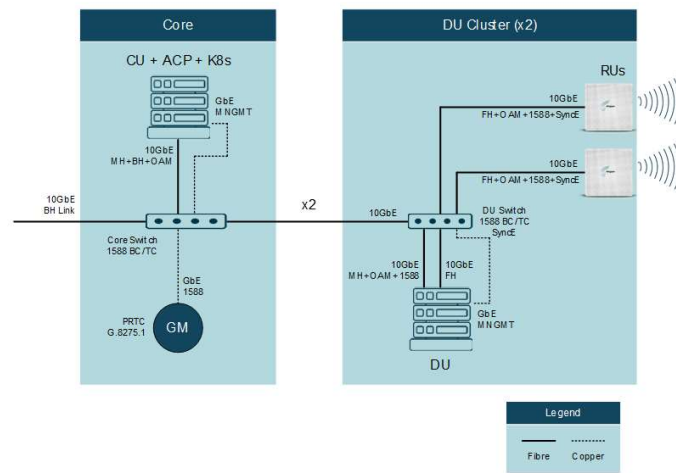 Core
CU + ACP + K8s
GbE
MNGMT
10GbE
MH+BH+OAM
10GbE
BH Link
Core Switch
1588 BC/TC
GbE
1588
PRTC
G.8275.1
GM
x2
DU Cluster (x2)
RUs
10GbE
FH+OAM+1588+SyncE
10GbE
FH+OAM+1588+SyncE
10GbE
DU Switch
1588 BC/TC
SyncE
10GbE
MH+OAM+1588
10GbE
FH
GbE
MNGMT
DU
Legend
Fibre
Copper